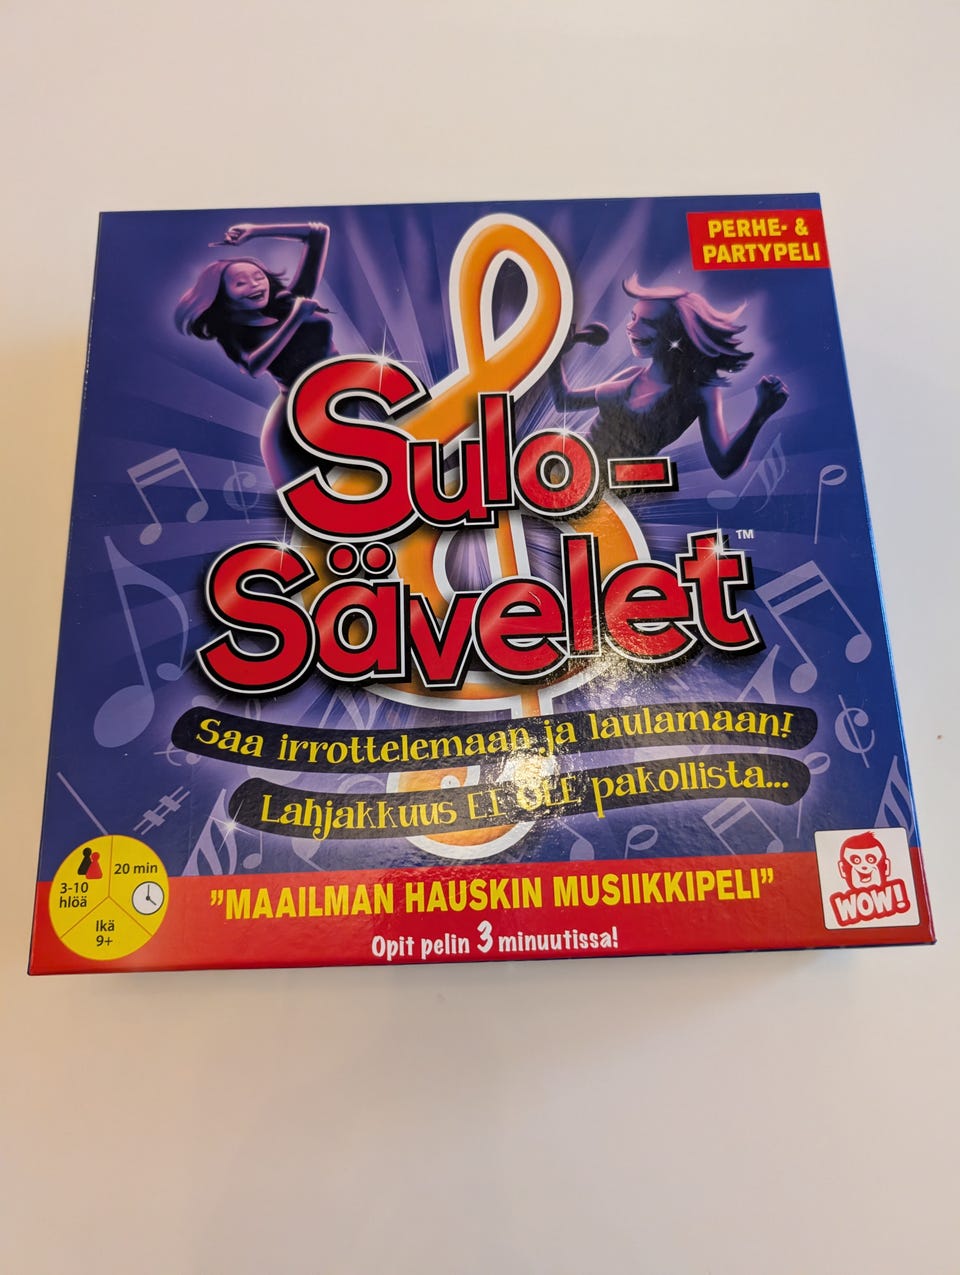 PERHE- &
PARTYPELI
Sulo-
Sävelet™
Saa irrottelemaan ja laulamaan!
Lahjakkuus EI OLE pakollista...
3-10
hlöä
20 min
Ikä
9+
"MAAILMAN HAUSKIN MUSIIKKIPELI"
Opit pelin 3 minuutissa!
WOW!